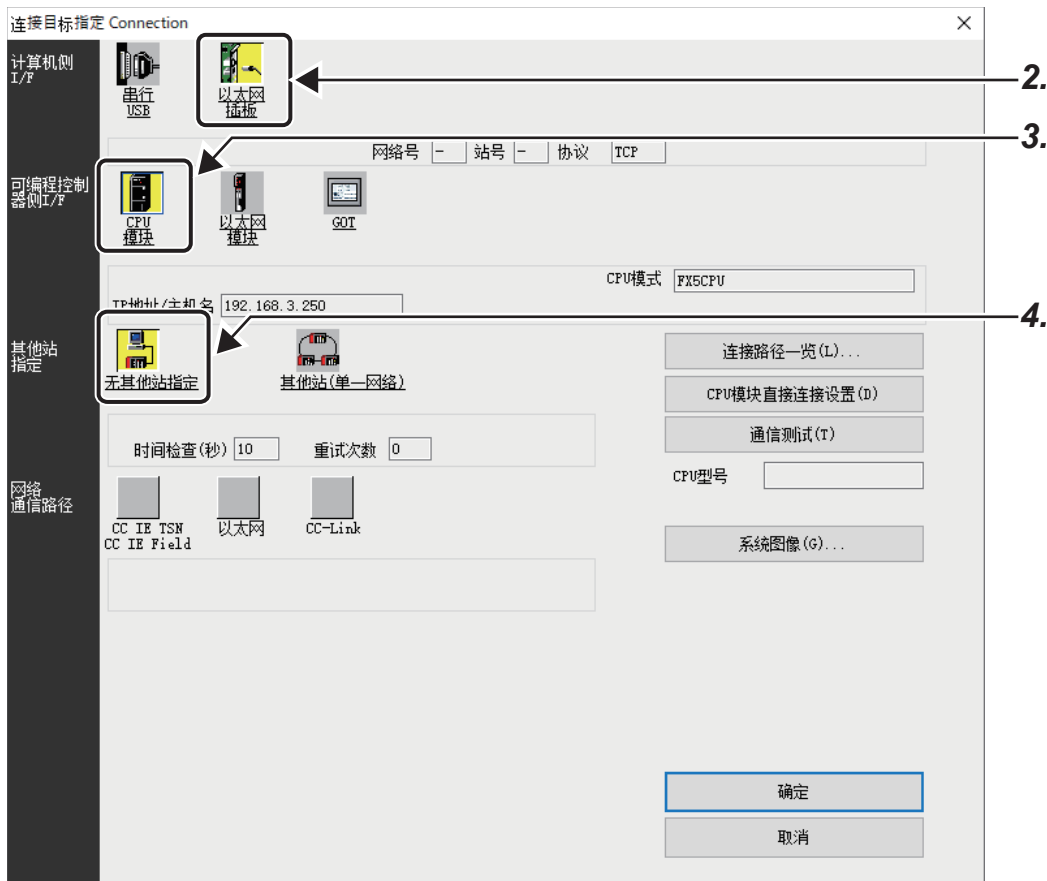 连接目标指定 Connection
计算机侧
I/F
串行
USB
以太网
插板
2.
3.
网络号 - 站号 - 协议 TCP
可编程控制
器侧I/F
CPU
模块
以太网
模块
GOT
CPU模式 FX5CPU
IP地址/主机名 192.168.3.250
4.
其他站
指定
无其他站指定
其他站(单一网络)
连接路径一览(L)...
CPU模块直接连接设置(D)
时间检查(秒) 10 重试次数 0
通信测试(T)
CPU型号
网络
通信路径
CC IE TSN
CC IE Field
以太网
CC-Link
系统图像(G)...
确定
取消